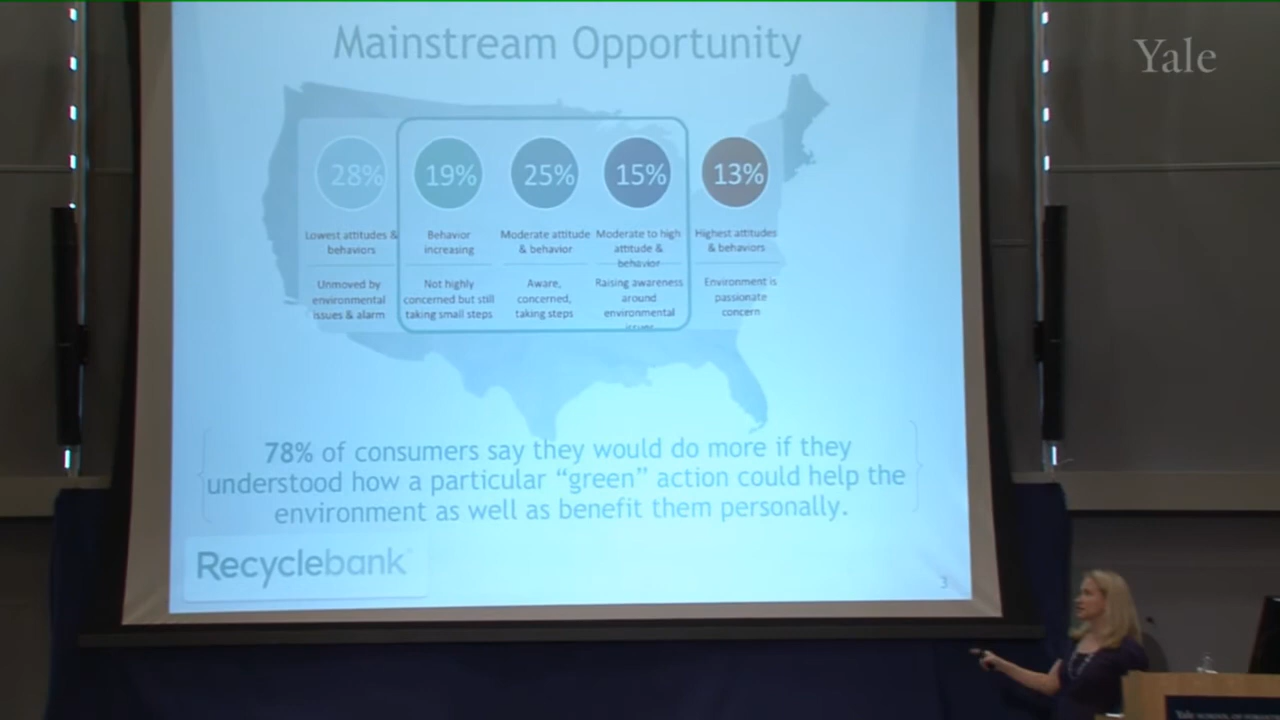 Mainstream Opportunity
Yale
28%
19%
25%
15%
13%
Lowest attitudes &
behaviors
Behavior
increasing
Moderate attitude
& behavior
Moderate to high
attitude &
behavior
Highest attitudes
& behaviors
Unmoved by
environmental
issues & alarm
Not highly
concerned but still
taking small steps
Aware,
concerned,
taking steps
Raising awareness
around
environmental
issues
Environment is
passionate
concern
78% of consumers say they would do more if they
understood how a particular “green” action could help the
environment as well as benefit them personally.
Recyclebank
3